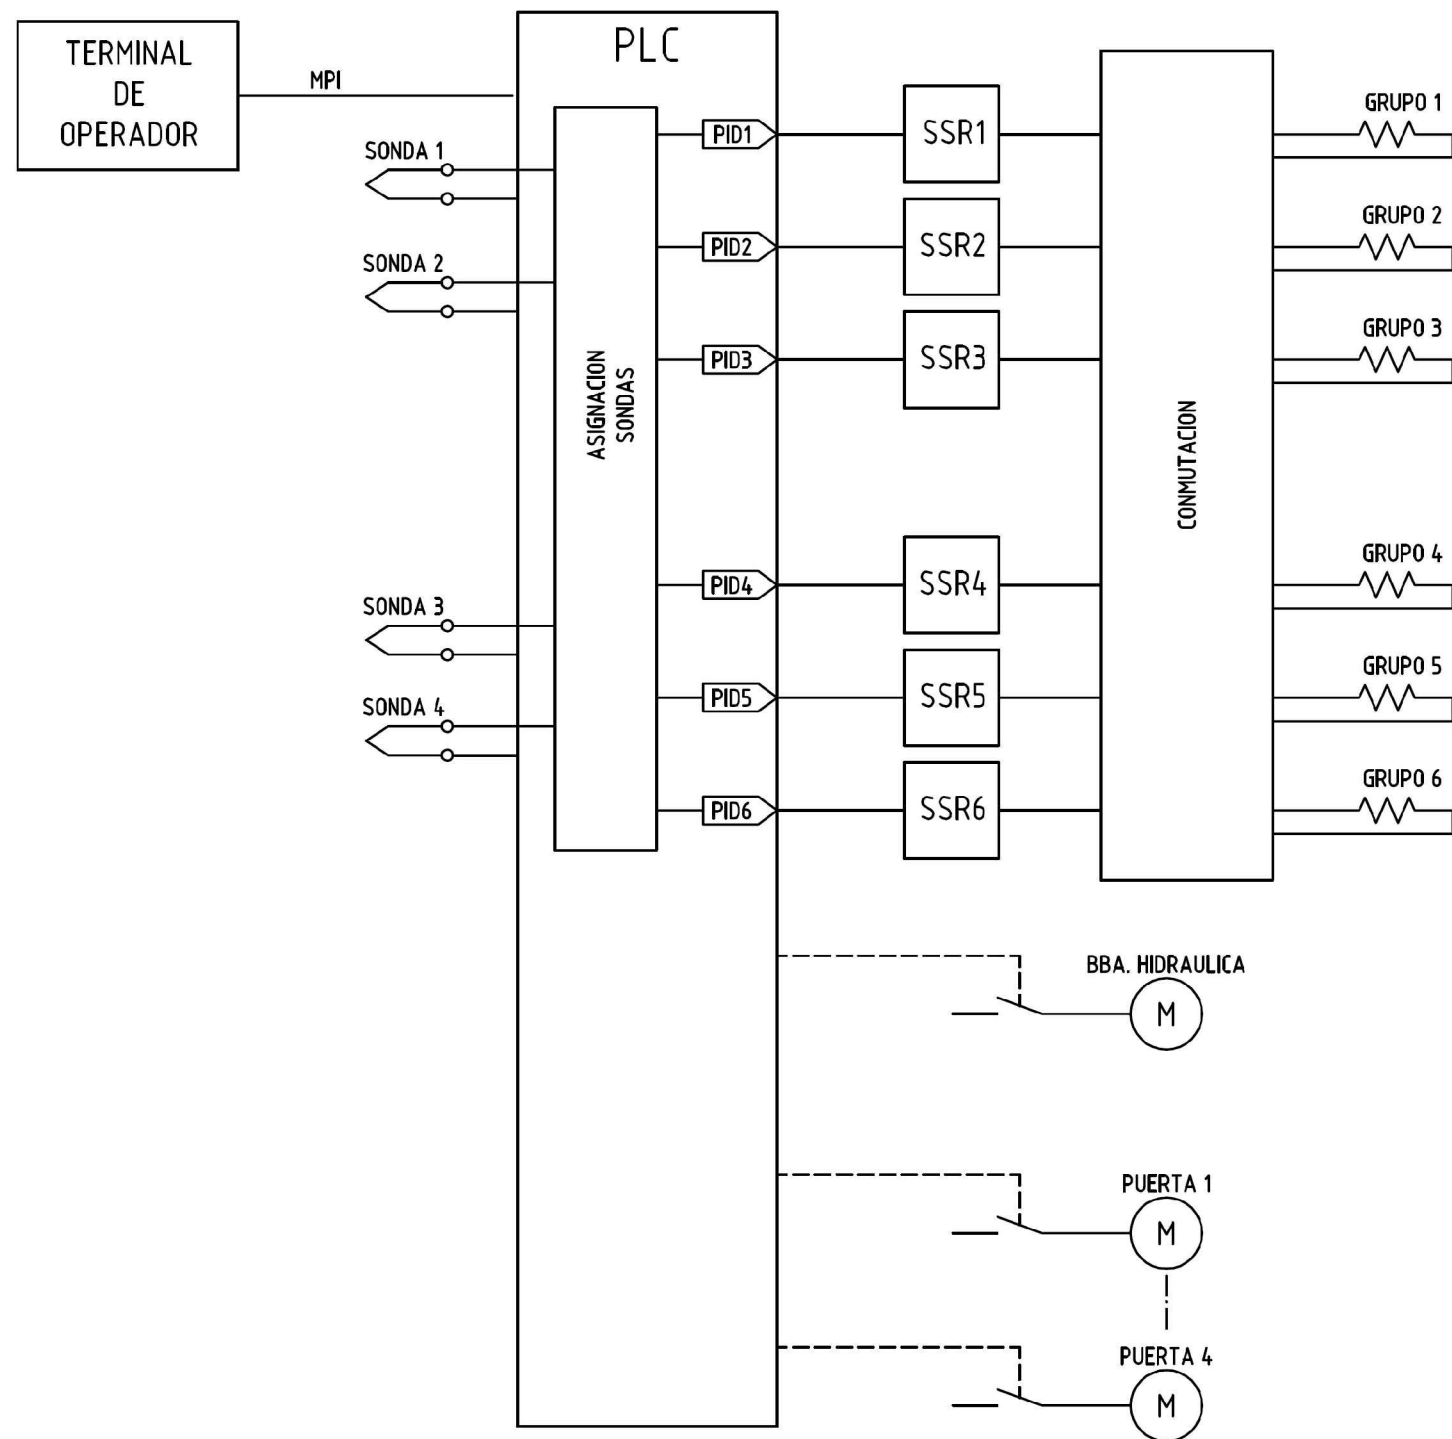 PLC
TERMINAL
DE
OPERADOR
MPI
SONDA 1
SONDA 2
SONDA 3
SONDA 4
ASIGNACION
SONDAS
PID1
PID2
PID3
PID4
PID5
PID6
SSR1
SSR2
SSR3
SSR4
SSR5
SSR6
CONMUTACION
GRUPO 1
GRUPO 2
GRUPO 3
GRUPO 4
GRUPO 5
GRUPO 6
BBA. HIDRAULICA
M
PUERTA 1
M
PUERTA 4
M